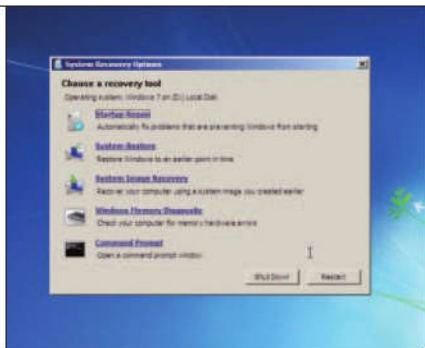 System Recovery Options
Choose a recovery tool
Operating system: Windows 7 on (D:) Local Disk
Startup Repair
Automatically fix problems that are preventing Windows from starting
System Restore
Restore Windows to an earlier point in time
System Image Recovery
Recover your computer using a system image you created earlier
Windows Memory Diagnostic
Check your computer for memory hardware errors
Command Prompt
Open a command prompt window
Shut Down Restart